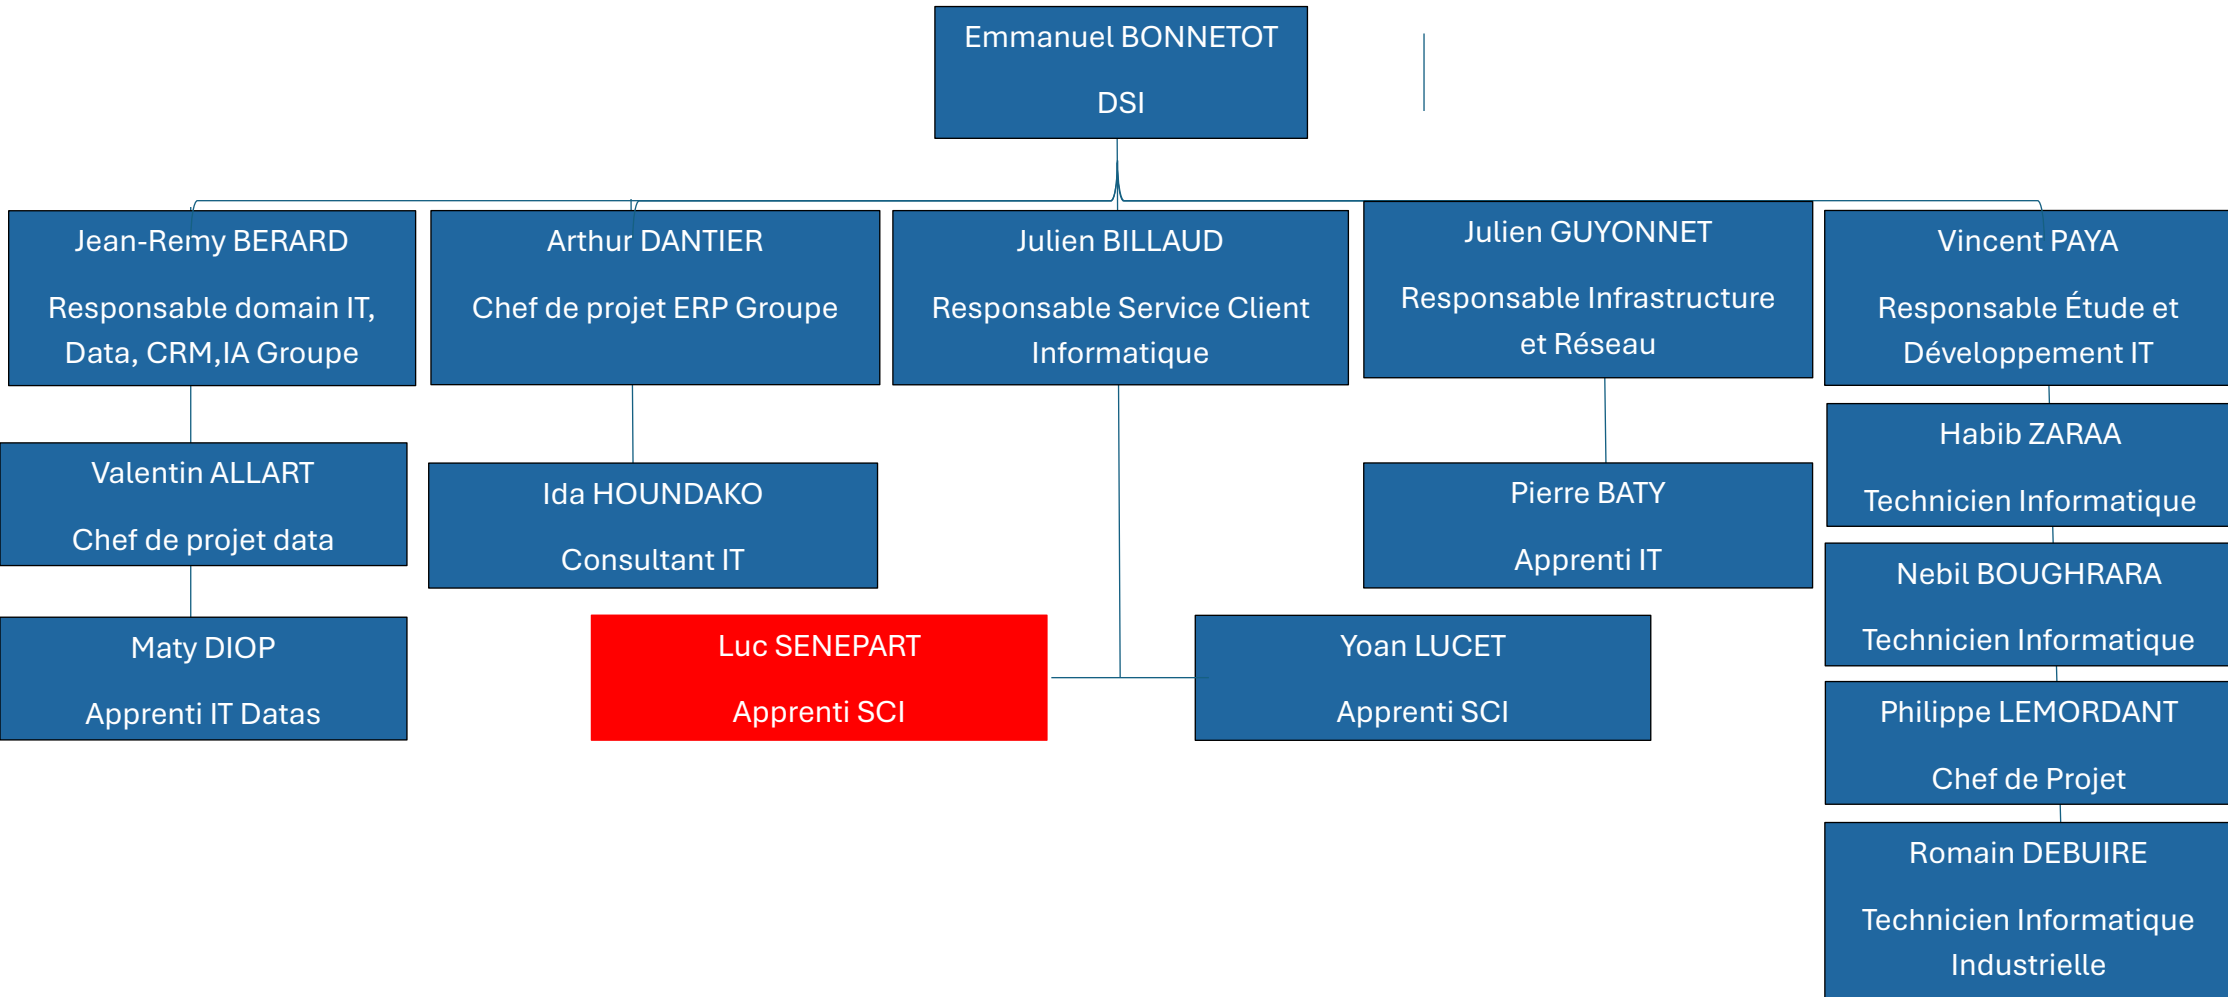 Emmanuel BONNETOT
DSI
Jean-Remy BERARD
Responsable domain IT,
Data, CRM,IA Groupe
Arthur DANTIER
Chef de projet ERP Groupe
Julien BILLAUD
Responsable Service Client
Informatique
Julien GUYONNET
Responsable Infrastructure
et Réseau
Vincent PAYA
Responsable Étude et
Développement IT
Valentin ALLART
Chef de projet data
Ida HOUNDAKO
Consultant IT
Pierre BATY
Apprenti IT
Habib ZARAA
Technicien Informatique
Nebil BOUGHRARA
Technicien Informatique
Maty DIOP
Apprenti IT Datas
Luc SENEPART
Apprenti SCI
Yoan LUCET
Apprenti SCI
Philippe LEMORDANT
Chef de Projet
Romain DEBUIRE
Technicien Informatique
Industrielle